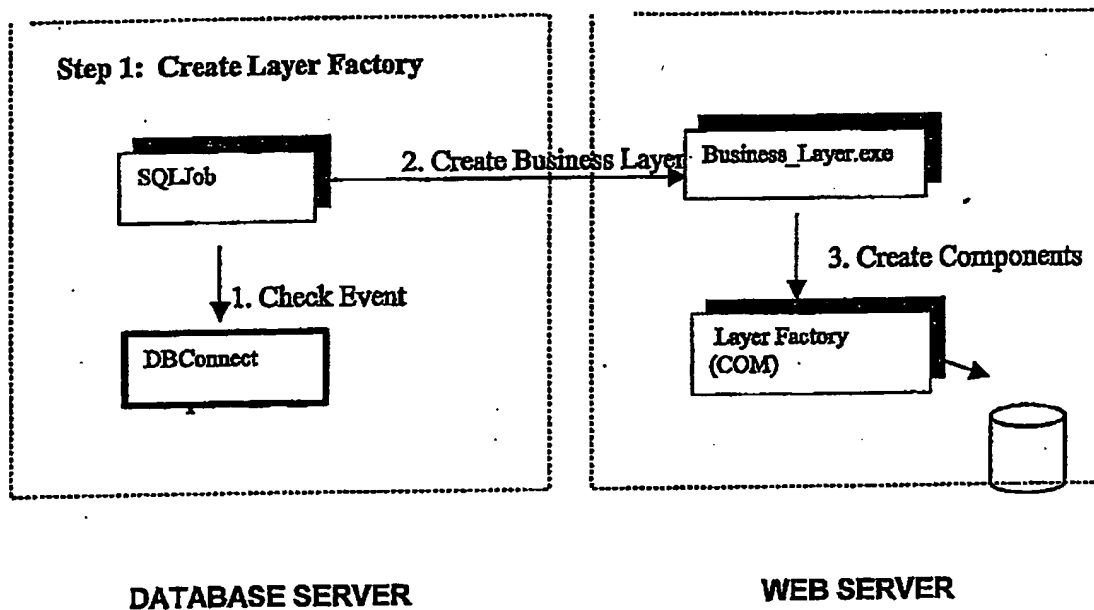 Step 1: Create Layer Factory
SQLJob
2. Create Business Layer
Business_Layer.exe
1. Check Event
3. Create Components
DBConnect
Layer Factory
(COM)
DATABASE SERVER
WEB SERVER